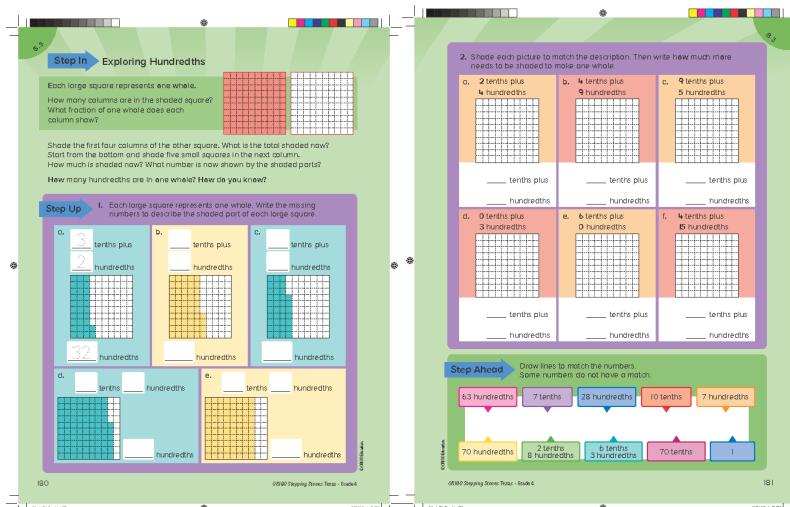 8.3
Step In Exploring Hundredths
Each large square represents one whole.
How many columns are in the shaded square?
What fraction of one whole does each
column show?
Shade the first four columns of the other square. What is the total shaded now?
Start from the bottom and shade five small squares in the next column.
How much is shaded now? What number is now shown by the shaded parts?
How many hundredths are in one whole? How do you know?
Step Up 1. Each large square represents one whole. Write the missing
numbers to describe the shaded part of each large square.
a. 3 tenths plus
2 hundredths
32 hundredths
b. tenths plus
hundredths
hundredths
c. tenths plus
hundredths
hundredths
d. tenths hundredths
hundredths
e. tenths hundredths
hundredths
180
8.3
2. Shade each picture to match the description. Then write how much more
needs to be shaded to make one whole.
a. 2 tenths plus
4 hundredths
tenths plus
hundredths
b. 4 tenths plus
9 hundredths
tenths plus
hundredths
c. 9 tenths plus
5 hundredths
tenths plus
hundredths
d. 0 tenths plus
3 hundredths
tenths plus
hundredths
e. 6 tenths plus
0 hundredths
tenths plus
hundredths
f. 4 tenths plus
15 hundredths
tenths plus
hundredths
Step Ahead Draw lines to match the numbers.
Some numbers do not have a match.
63 hundredths 7 tenths 28 hundredths 10 tenths 7 hundredths
70 hundredths
2 tenths
8 hundredths
6 tenths
3 hundredths
70 tenths
1
181